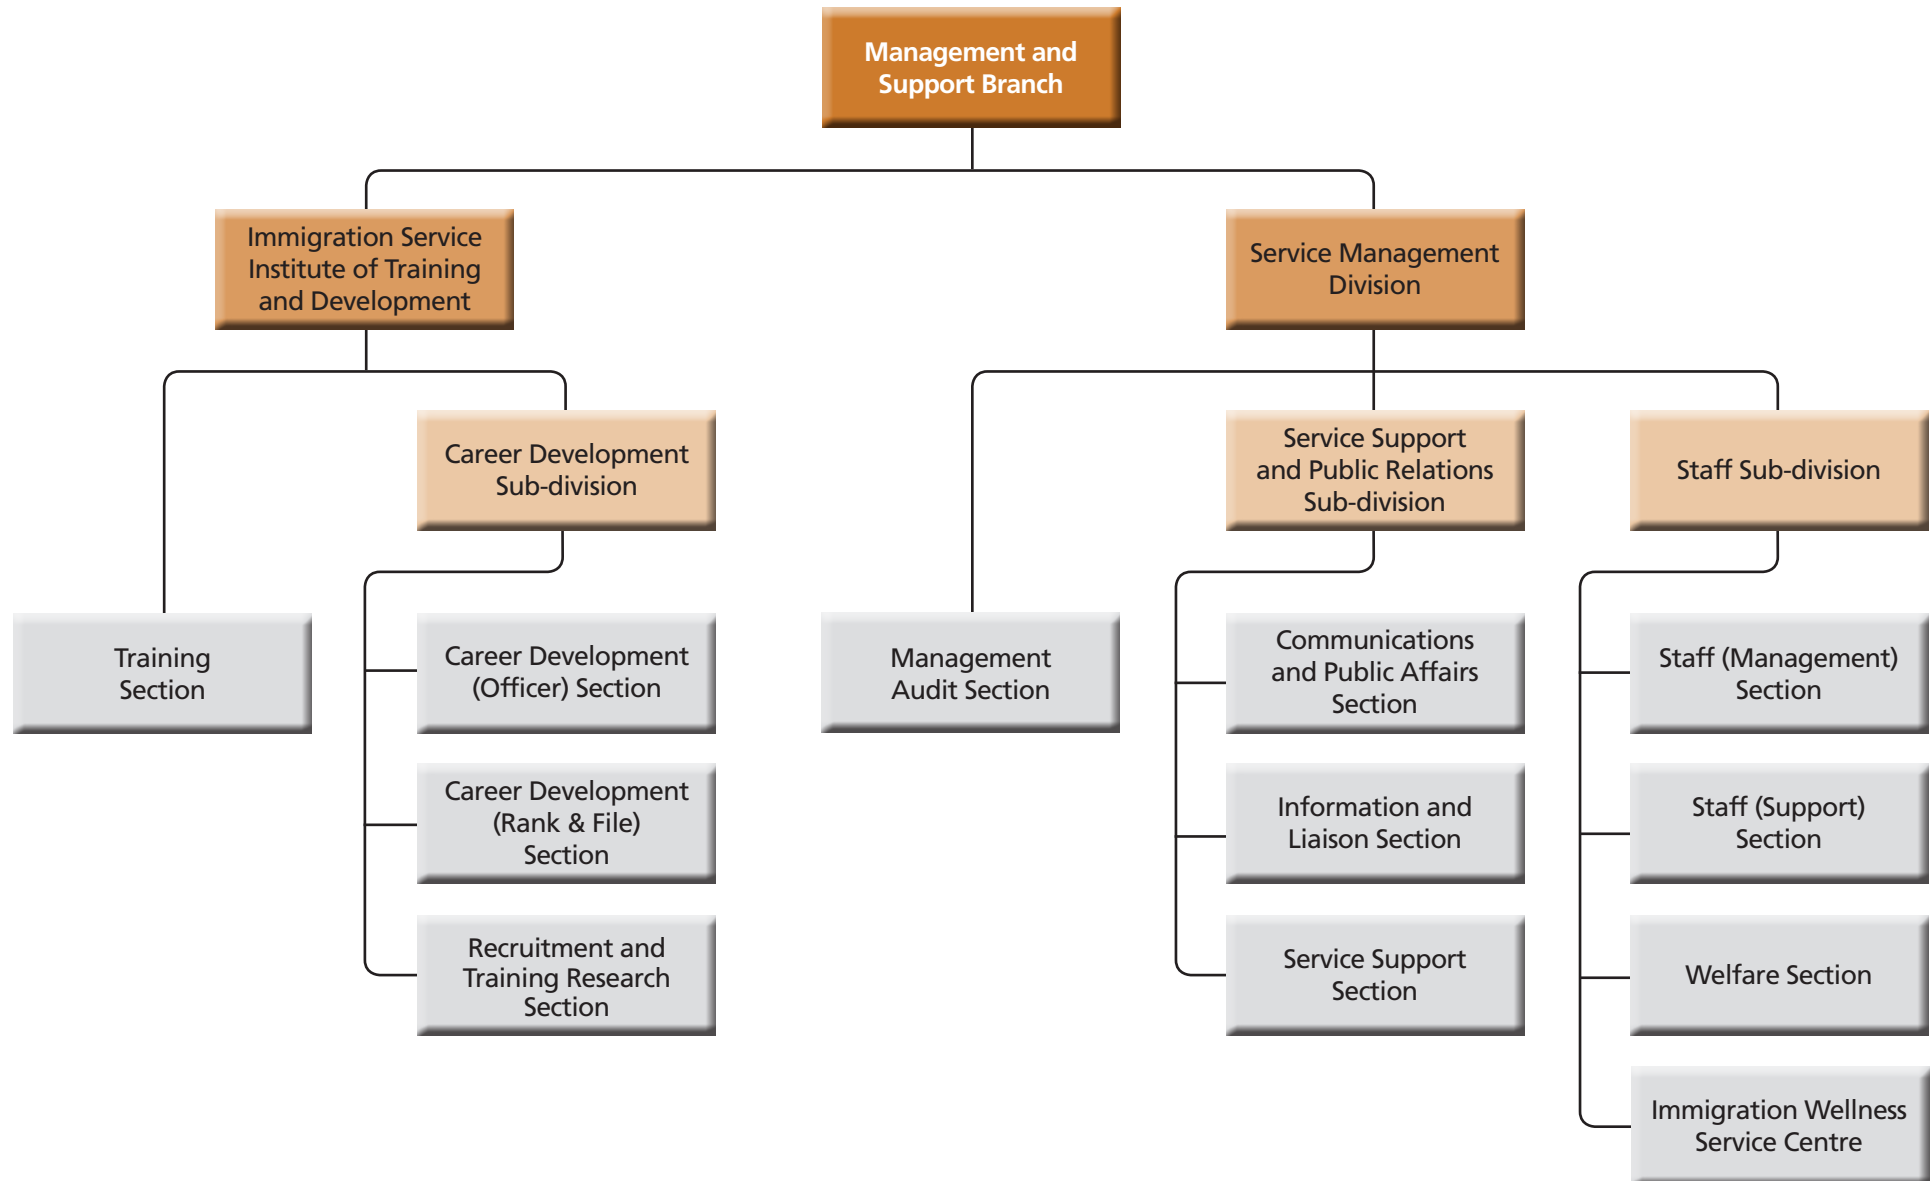 Management and
Support Branch
Immigration Service
Institute of Training
and Development
Service Management
Division
Career Development
Sub-division
Service Support
and Public Relations
Sub-division
Staff Sub-division
Training
Section
Career Development
(Officer) Section
Management
Audit Section
Communications
and Public Affairs
Section
Staff (Management)
Section
Career Development
(Rank & File)
Section
Information and
Liaison Section
Staff (Support)
Section
Recruitment and
Training Research
Section
Service Support
Section
Welfare Section
Immigration Wellness
Service Centre